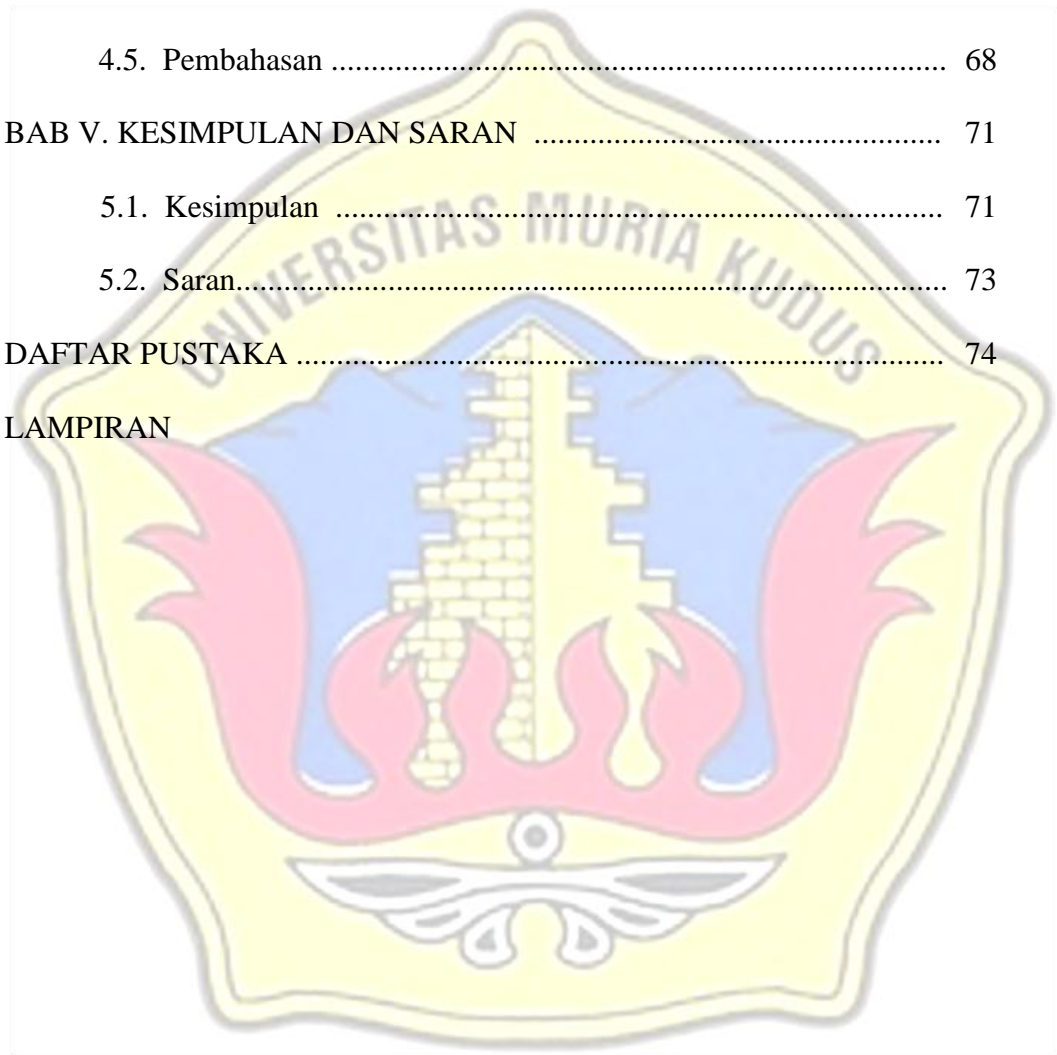 4.5. Pembahasan ............................................................................. 68
BAB V. KESIMPULAN DAN SARAN ................................................... 71
5.1. Kesimpulan ............................................................................ 71
UNIVERSITAS MURIA KUDUS
5.2. Saran......................................................................................... 73
DAFTAR PUSTAKA ................................................................................. 74
LAMPIRAN